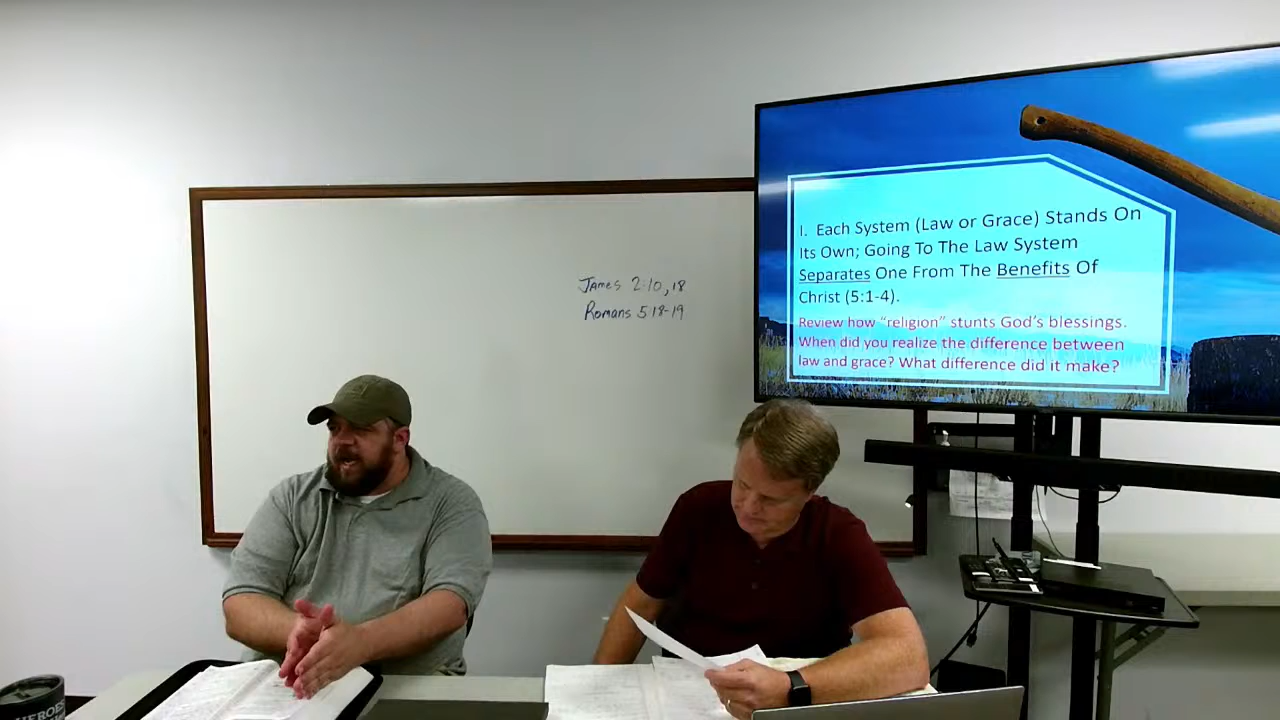 James 2:10,18
Romans 5:18-19
I. Each System (Law or Grace) Stands On
Its Own; Going To The Law System
Separates One From The Benefits Of
Christ (5:1-4).
Review how “religion” stunts God’s blessings.
When did you realize the difference between
law and grace? What difference did it make?
HEROES